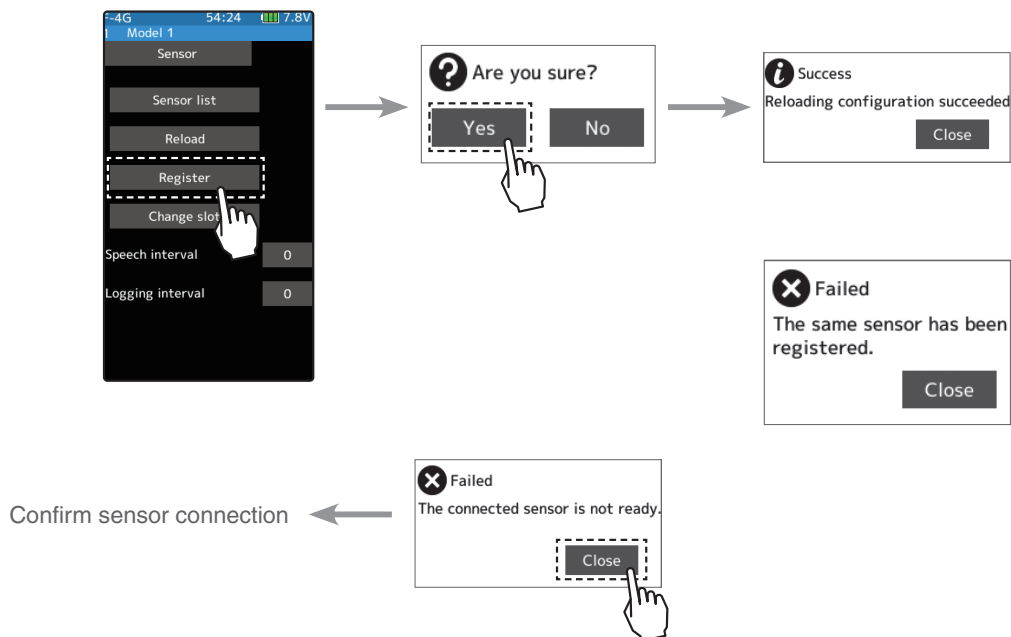 -4G 54:24 7.8V
Model 1
Sensor
Sensor list
Reload
Register
Change slot
Speech interval 0
Logging interval 0
Are you sure?
Yes No
Success
Reloading configuration succeeded
Close
Failed
The same sensor has been
registered.
Close
Failed
The connected sensor is not ready.
Close
Confirm sensor connection